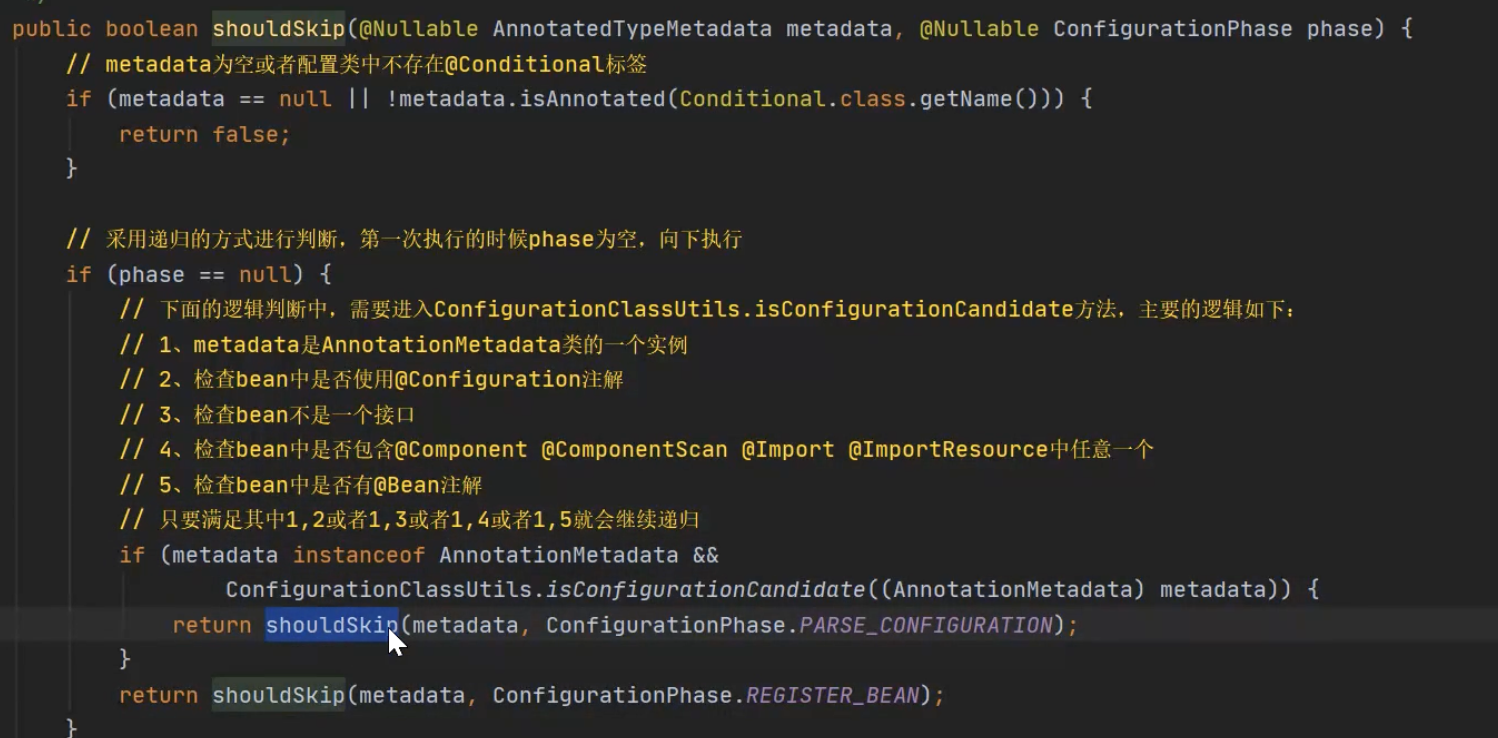 public boolean shouldSkip(@Nullable AnnotatedTypeMetadata metadata, @Nullable ConfigurationPhase phase) {
// metadata为空或者配置类中不存在@Conditional标签
if (metadata == null || !metadata.isAnnotated(Conditional.class.getName())) {
return false;
}
// 采用递归的方式进行判断，第一次执行的时候phase为空，向下执行
if (phase == null) {
// 下面的逻辑判断中，需要进入ConfigurationClassUtils.isConfigurationCandidate方法，主要的逻辑如下：
// 1、metadata是AnnotationMetadata类的一个实例
// 2、检查bean中是否使用@Configuration注解
// 3、检查bean不是一个接口
// 4、检查bean中是否包含@Component @ComponentScan @Import @ImportResource中任意一个
// 5、检查bean中是否有@Bean注解
// 只要满足其中1,2或者1,3或者1,4或者1,5就会继续递归
if (metadata instanceof AnnotationMetadata &&
ConfigurationClassUtils.isConfigurationCandidate((AnnotationMetadata) metadata)) {
return shouldSkip(metadata, ConfigurationPhase.PARSE_CONFIGURATION);
}
return shouldSkip(metadata, ConfigurationPhase.REGISTER_BEAN);
}